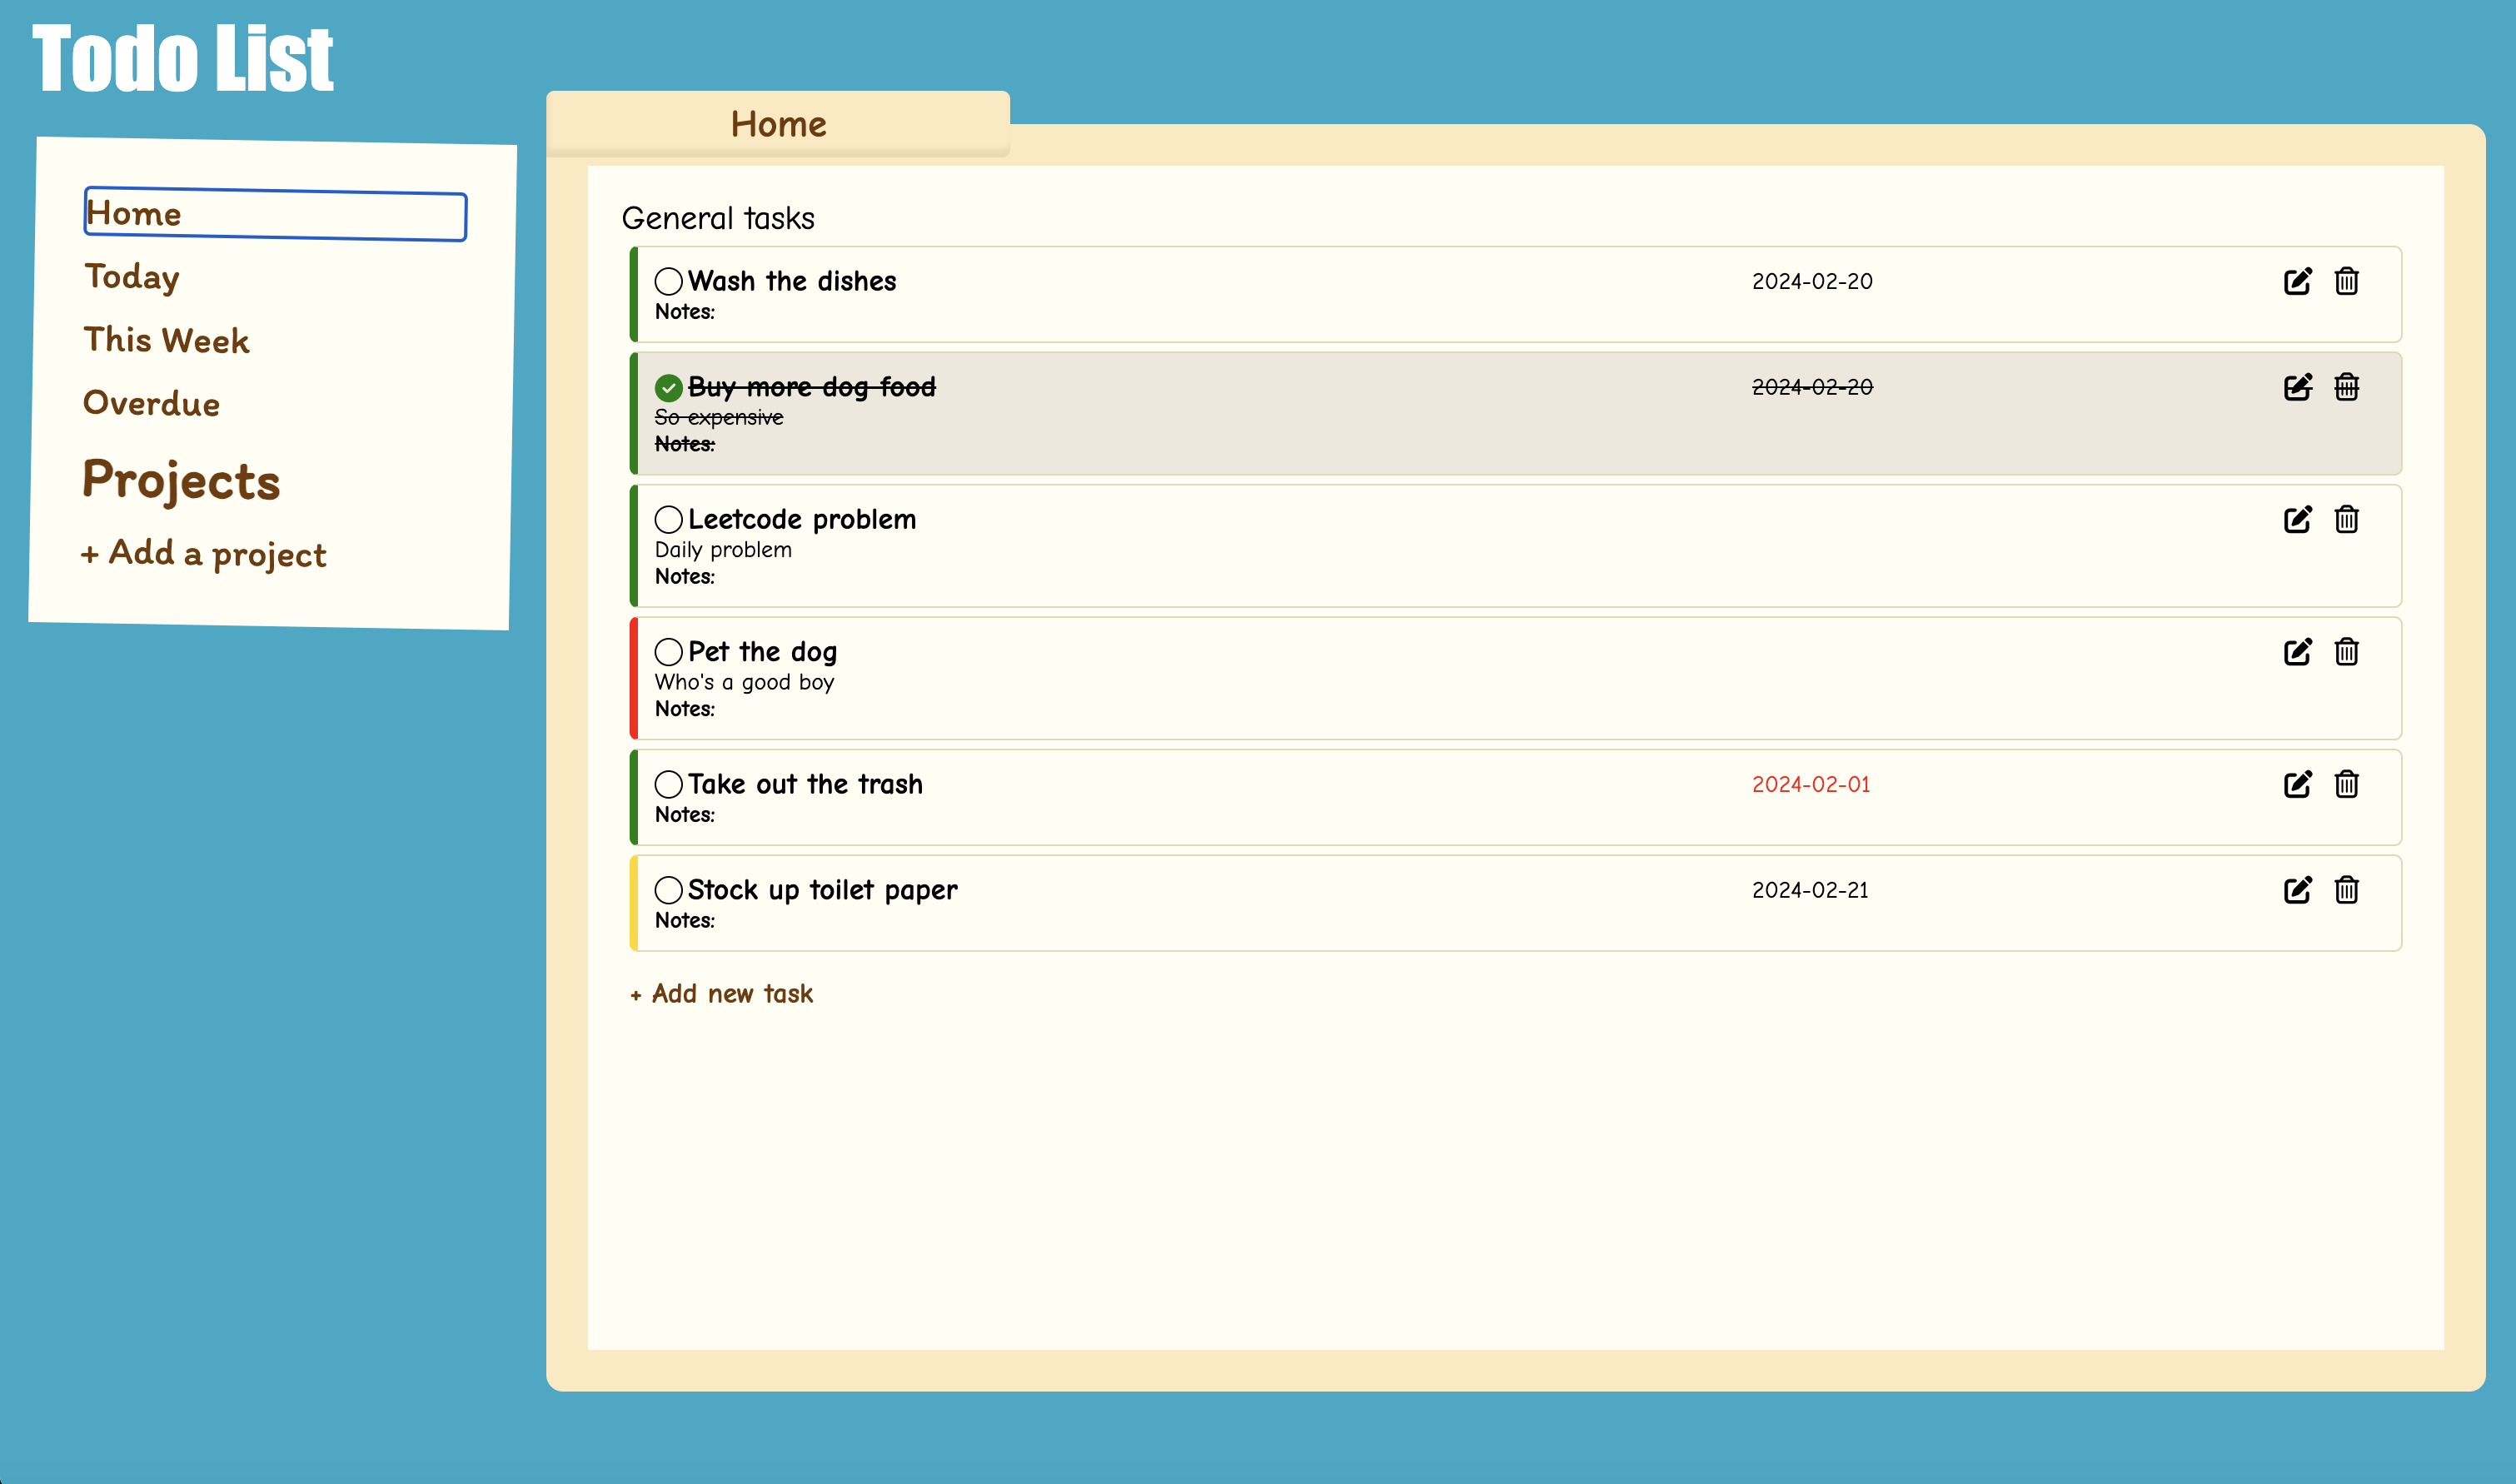 Todo List
Home
Today
This Week
Overdue
Projects
+ Add a project
Home
General tasks
Wash the dishes 2024-02-20
Notes:
Buy more dog food 2024-02-20
So expensive
Notes:
Leetcode problem
Daily problem
Notes:
Pet the dog
Who's a good boy
Notes:
Take out the trash 2024-02-01
Notes:
Stock up toilet paper 2024-02-21
Notes:
+ Add new task